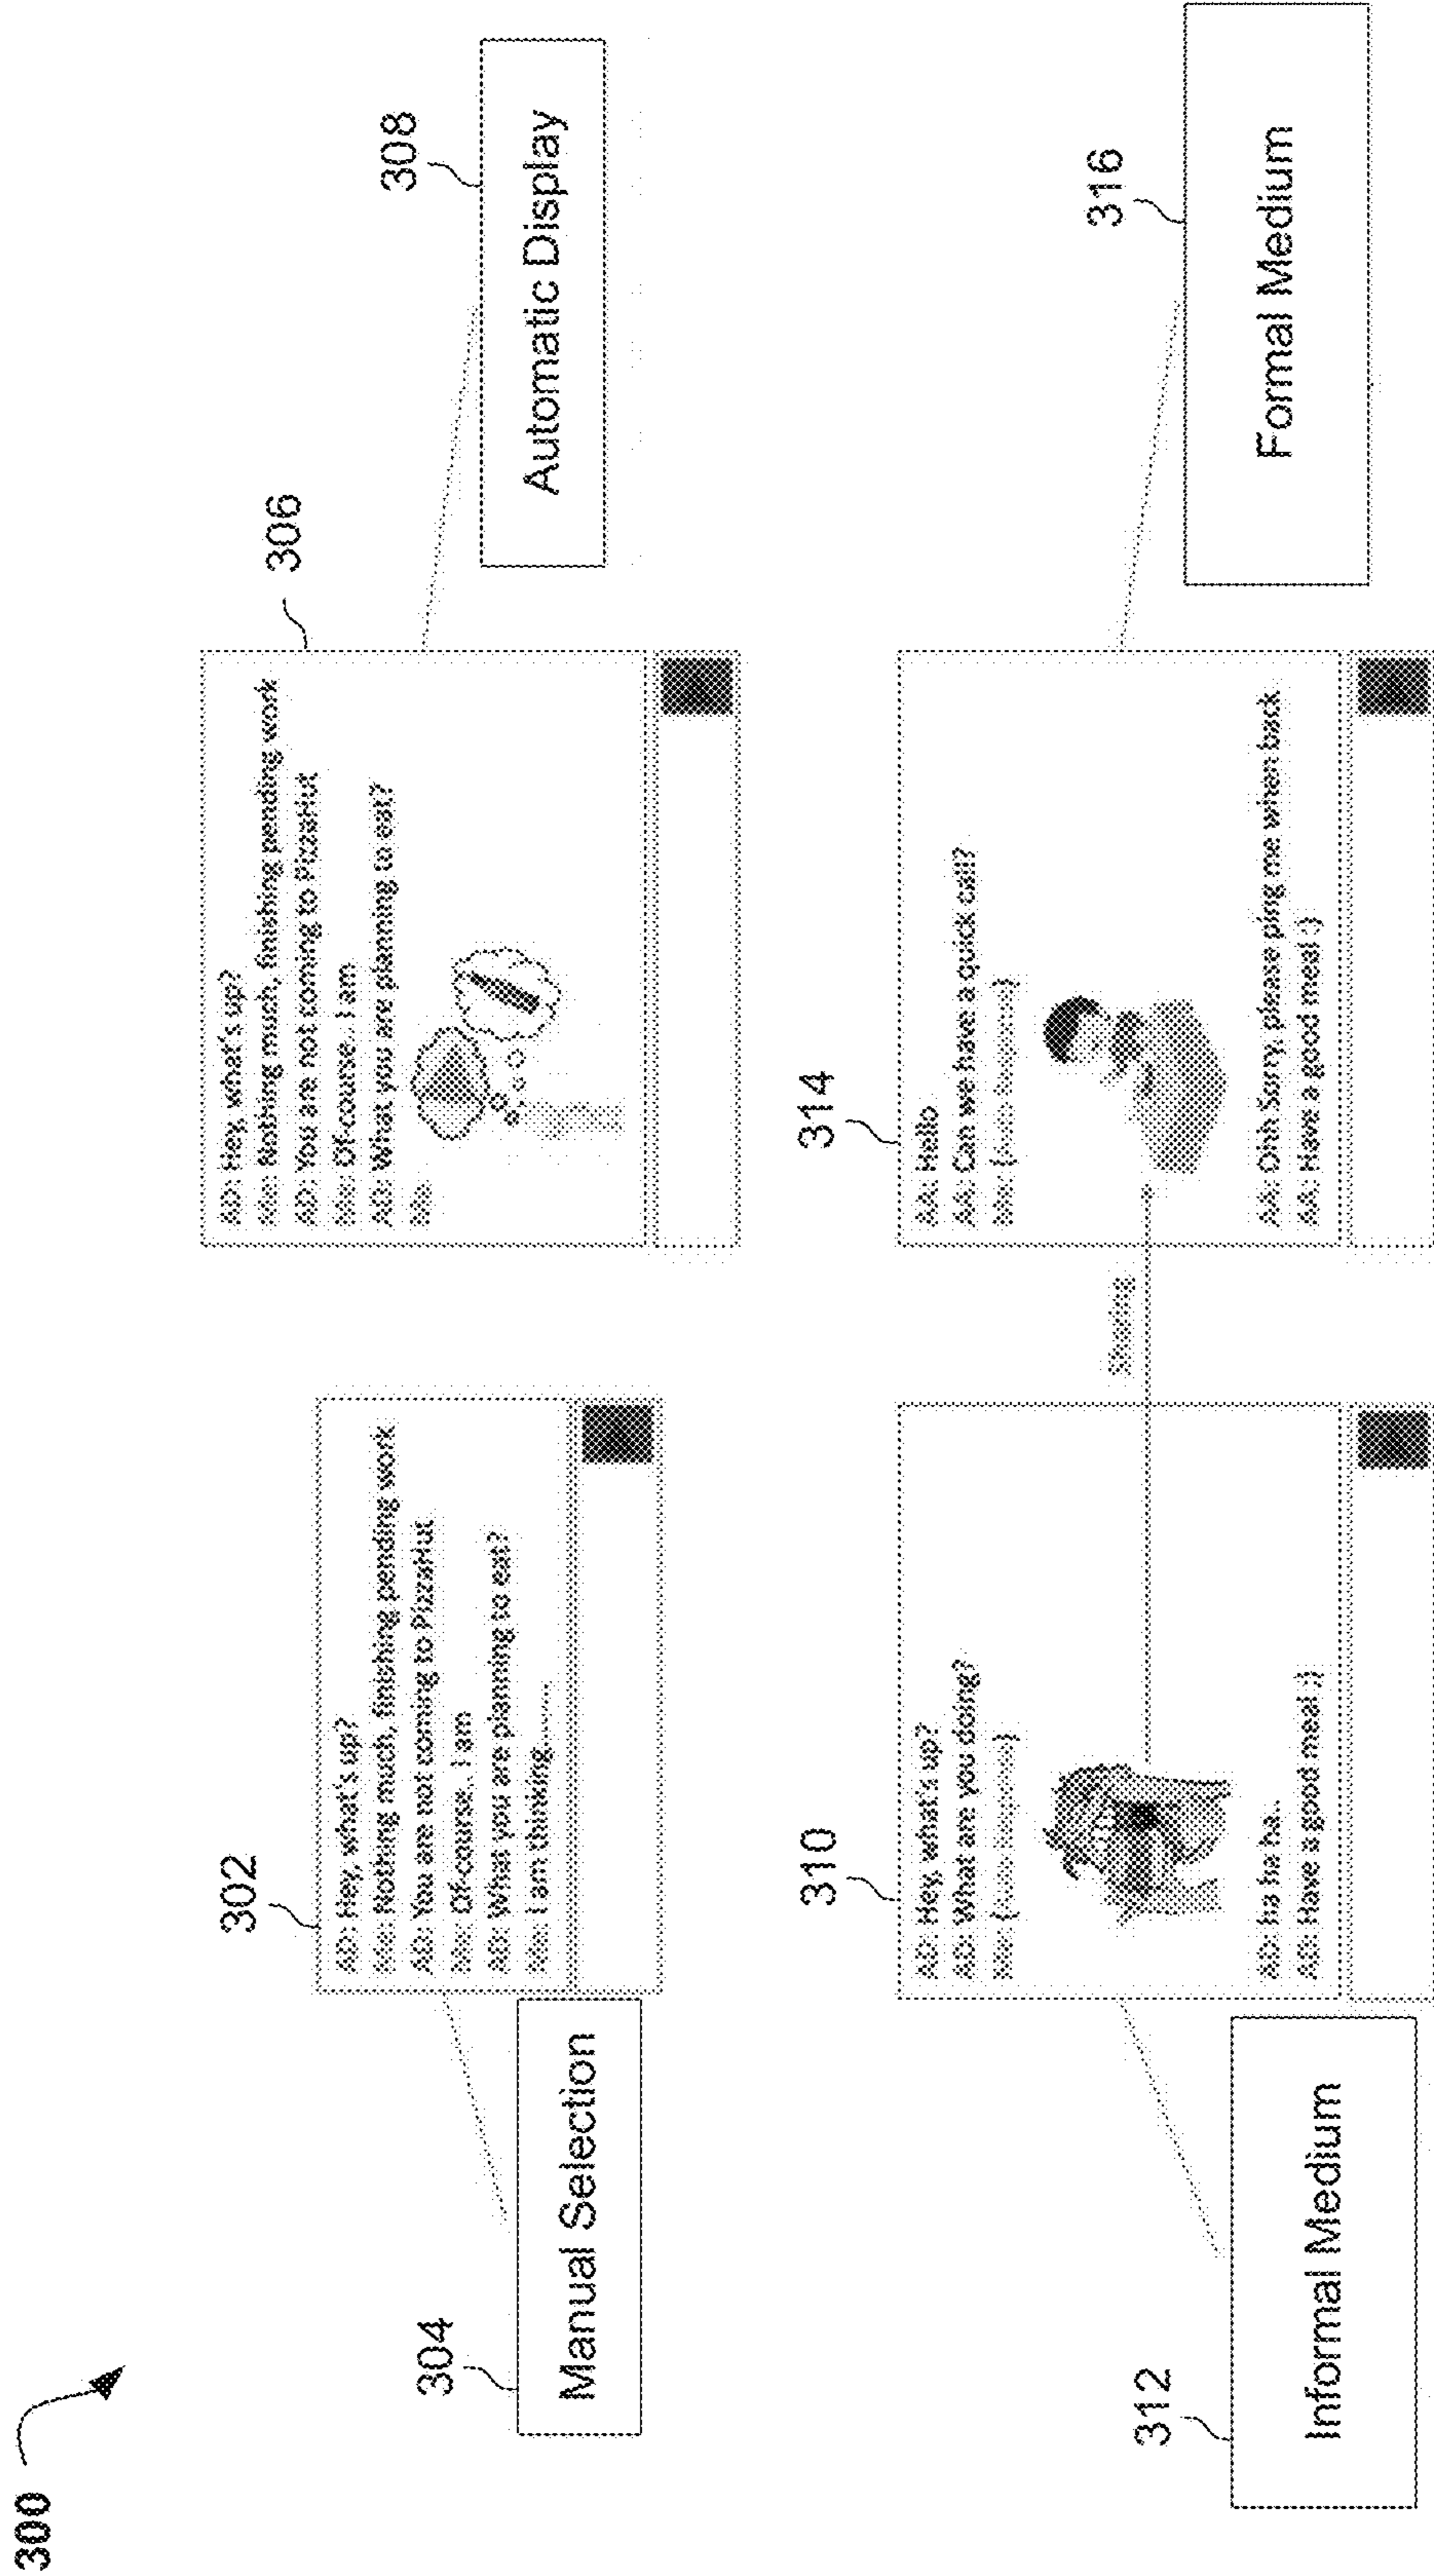 300
302
AD: Hey, what's up?
Me: Nothing much, finishing pending work
AD: You are not coming to PizzaHut
Me: Of-course. I am
AD: What you are planning to eat?
Me: I am thinking.......
304
Manual Selection
306
AD: Hey, what's up?
Me: Nothing much, finishing pending work
AD: You are not coming to PizzaHut
Me: Of-course. I am
AD: What you are planning to eat?
Me:
308
Automatic Display
310
AD: Hey, what's up?
AD: What are you doing?
Me:
AD: ha ha ha..
AD: Have a good meal :)
312
Informal Medium
314
AA: Hello
AA: Can we have a quick call?
Me:
AA: Ohh Sorry, please ping me when back
AA: Have a good meal :)
316
Formal Medium